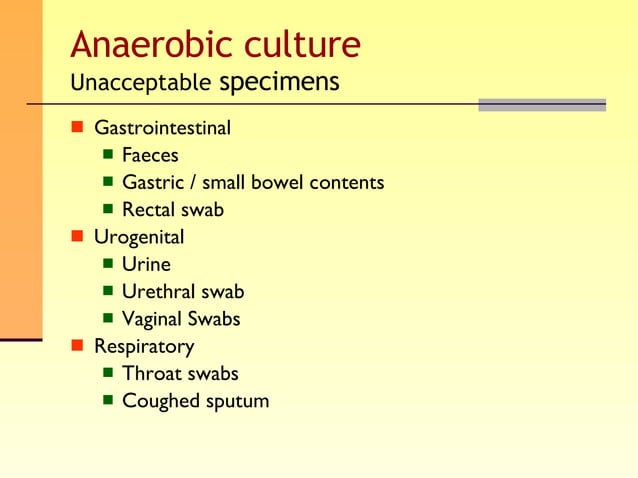 Anaerobic culture
Unacceptable specimens
Gastrointestinal
Faeces
Gastric / small bowel contents
Rectal swab
Urogenital
Urine
Urethral swab
Vaginal Swabs
Respiratory
Throat swabs
Coughed sputum